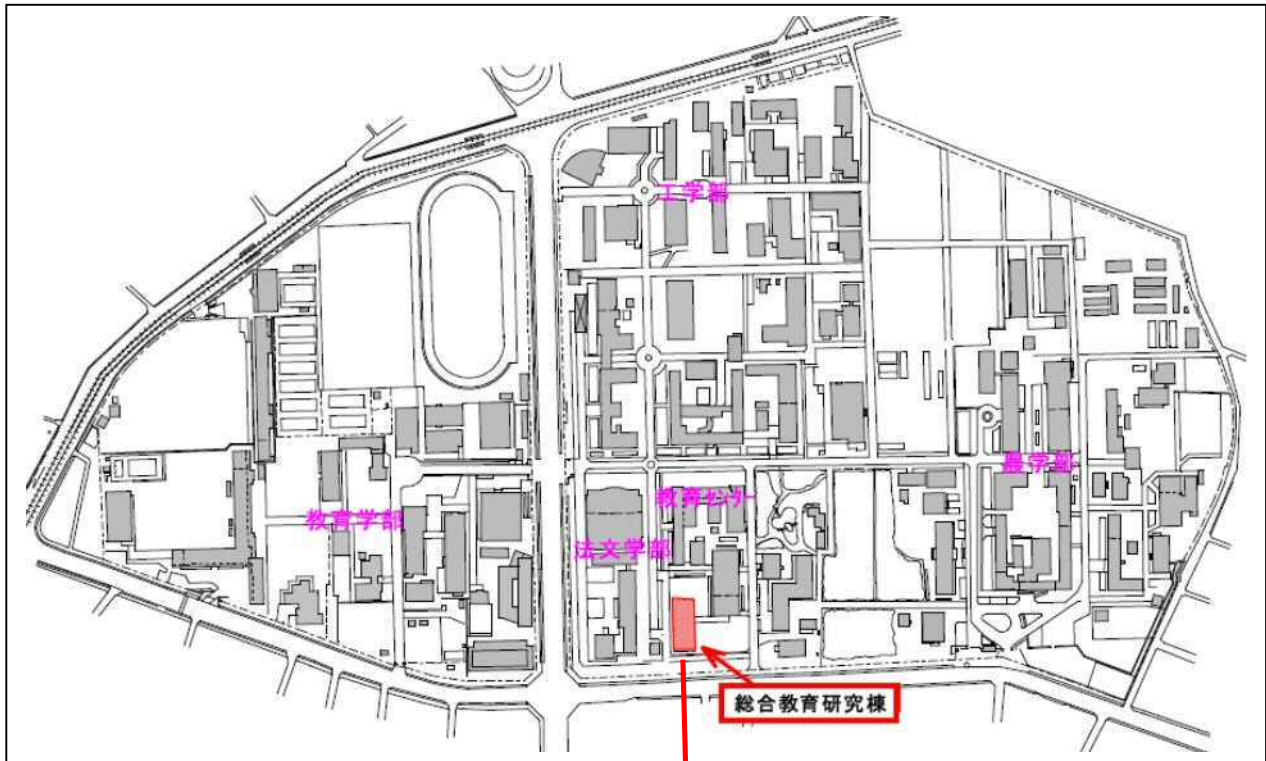 工学部
農学部
教育センター
教育学部
法文学部
総合教育研究棟